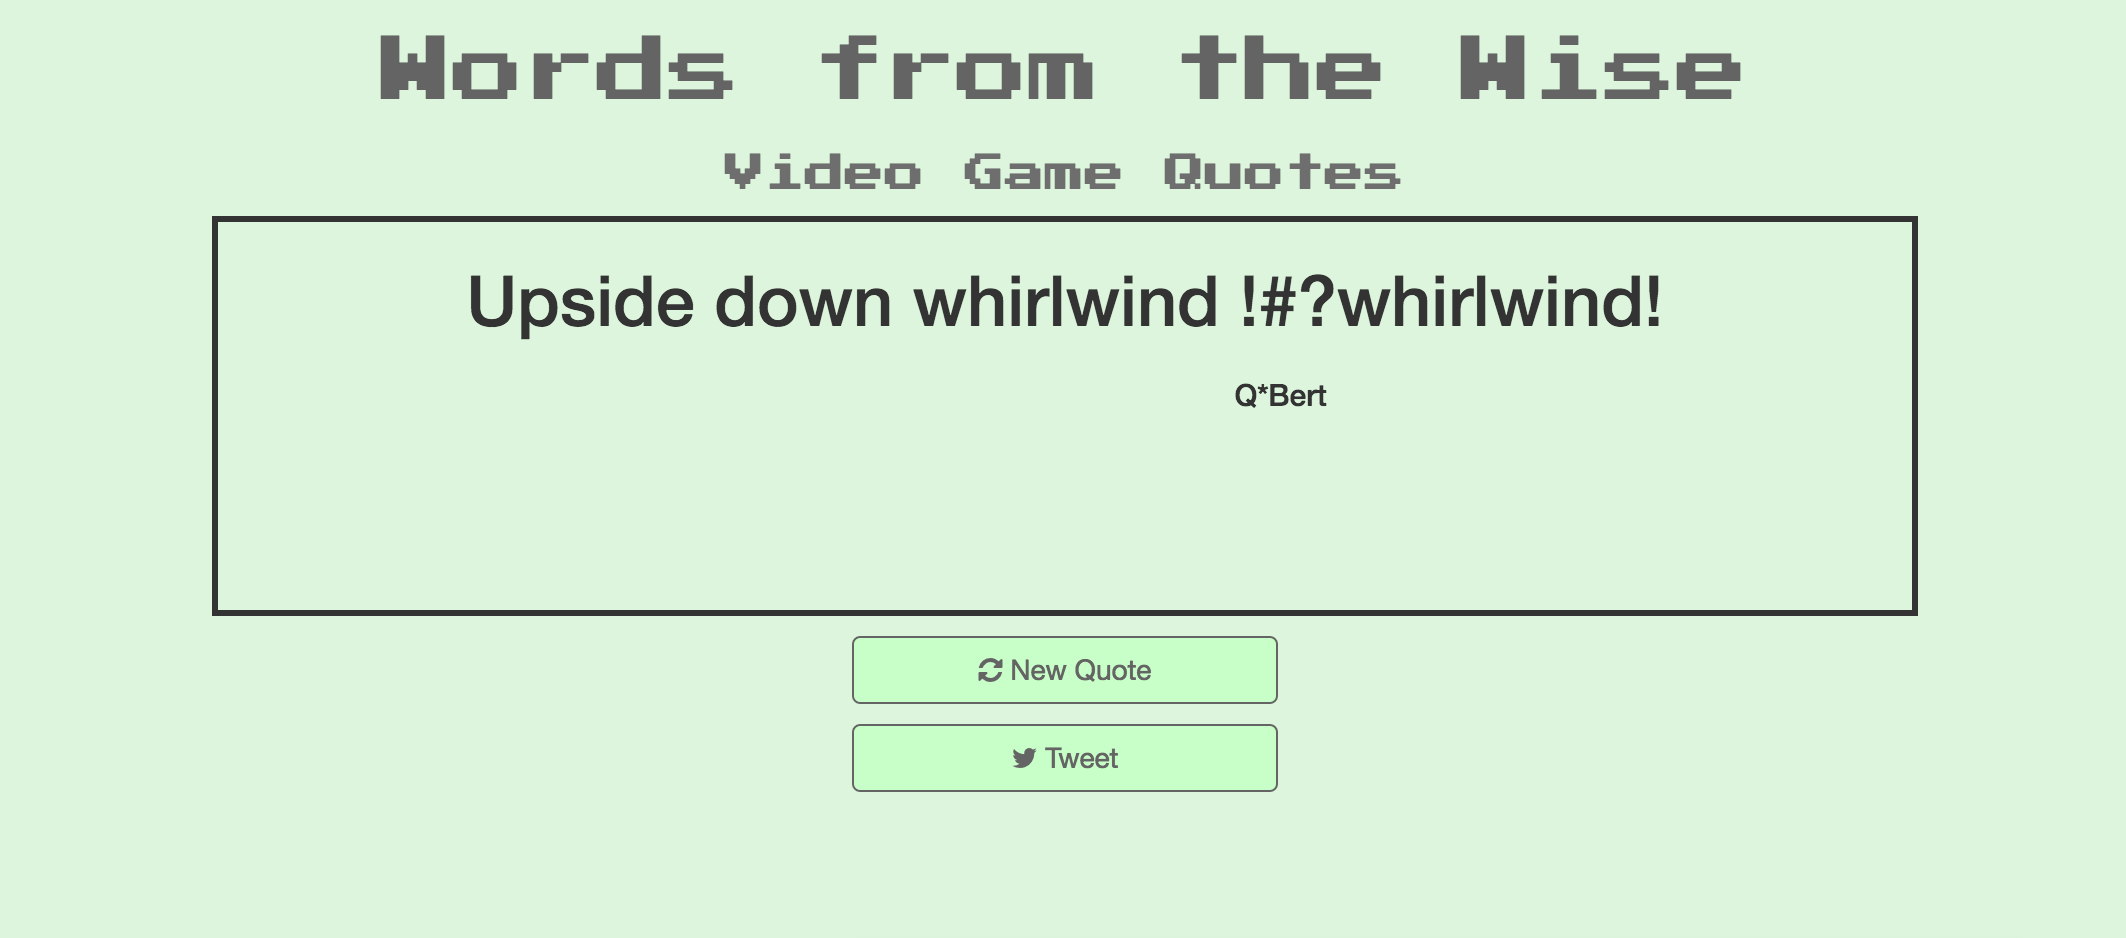 Words from the Wise
Video Game Quotes
Upside down whirlwind !#?whirlwind!
Q*Bert
New Quote
Tweet